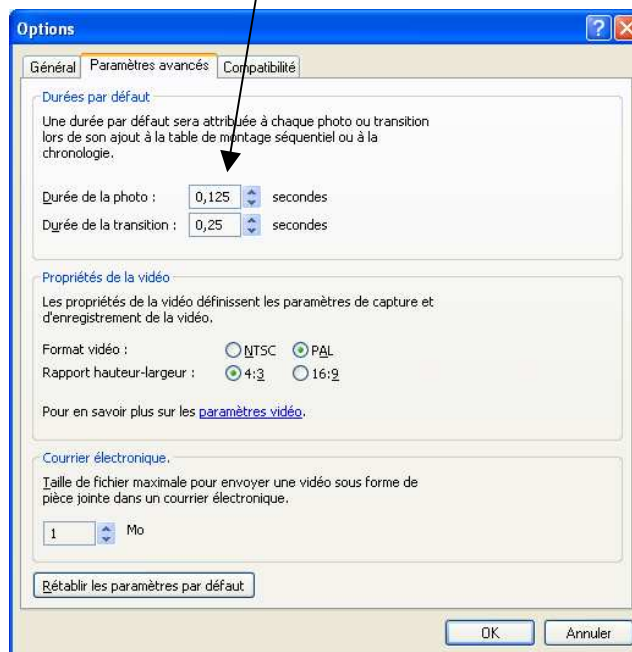 Options
Général Paramètres avancés Compatibilité
Durées par défaut
Une durée par défaut sera attribuée à chaque photo ou transition
lors de son ajout à la table de montage séquentiel ou à la
chronologie.
Durée de la photo : 0,125 secondes
Durée de la transition : 0,25 secondes
Propriétés de la vidéo
Les propriétés de la vidéo définissent les paramètres de capture et
d'enregistrement de la vidéo.
Format vidéo : NTSC PAL
Rapport hauteur-largeur : 4:3 16:9
Pour en savoir plus sur les paramètres vidéo.
Courrier électronique.
Taille de fichier maximale pour envoyer une vidéo sous forme de
pièce jointe dans un courrier électronique.
1 Mo
Rétablir les paramètres par défaut
OK Annuler